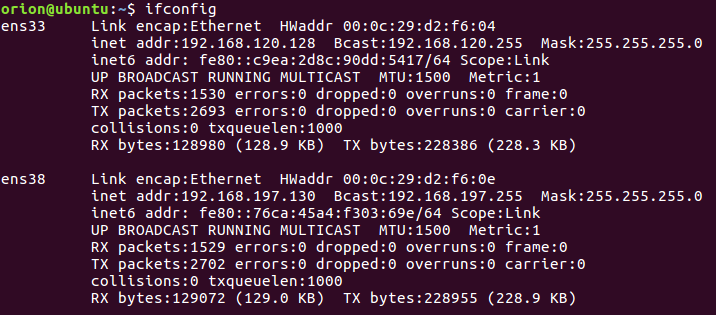 orion@ubuntu:~$ ifconfig
ens33     Link encap:Ethernet  HWaddr 00:0c:29:d2:f6:04
          inet addr:192.168.120.128  Bcast:192.168.120.255  Mask:255.255.255.0
          inet6 addr: fe80::c9ea:2d8c:90dd:5417/64 Scope:Link
          UP BROADCAST RUNNING MULTICAST  MTU:1500  Metric:1
          RX packets:1530 errors:0 dropped:0 overruns:0 frame:0
          TX packets:2693 errors:0 dropped:0 overruns:0 carrier:0
          collisions:0 txqueuelen:1000
          RX bytes:128980 (128.9 KB)  TX bytes:228386 (228.3 KB)

ens38     Link encap:Ethernet  HWaddr 00:0c:29:d2:f6:0e
          inet addr:192.168.197.130  Bcast:192.168.197.255  Mask:255.255.255.0
          inet6 addr: fe80::76ca:45a4:f303:69e/64 Scope:Link
          UP BROADCAST RUNNING MULTICAST  MTU:1500  Metric:1
          RX packets:1529 errors:0 dropped:0 overruns:0 frame:0
          TX packets:2702 errors:0 dropped:0 overruns:0 carrier:0
          collisions:0 txqueuelen:1000
          RX bytes:129072 (129.0 KB)  TX bytes:228955 (228.9 KB)